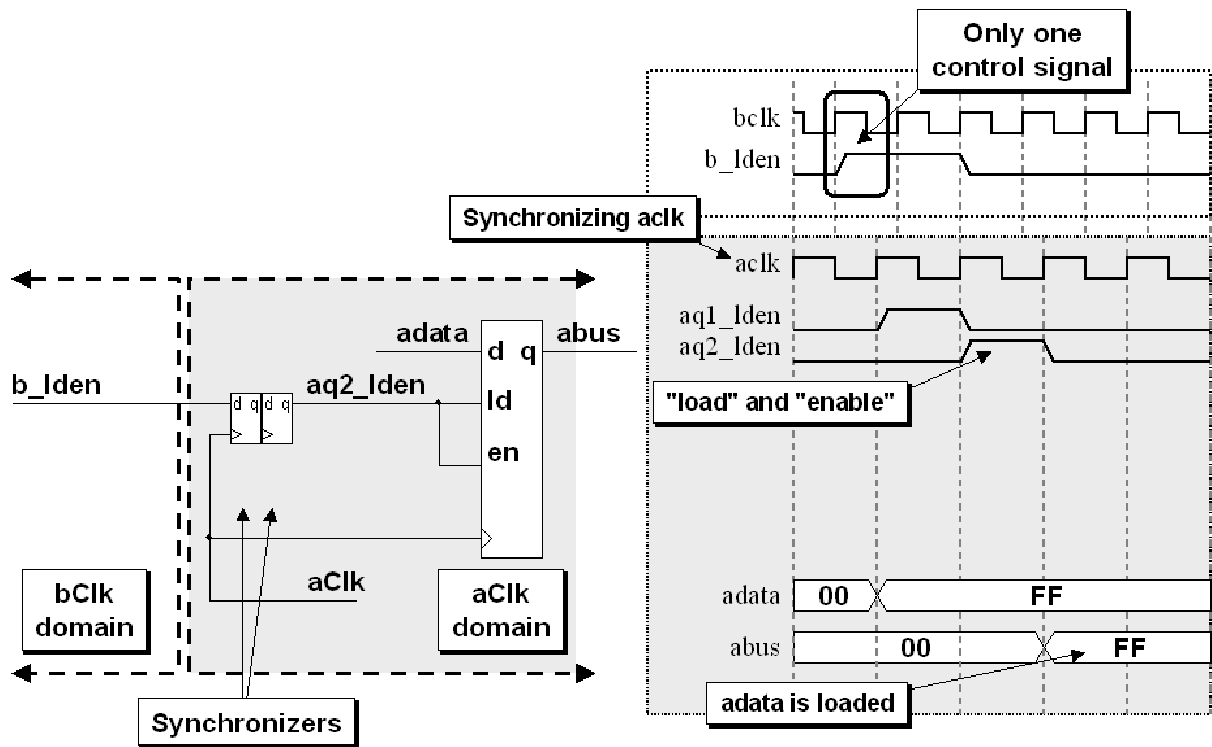 Only one
control signal
bclk
b_lden
Synchronizing aclk
aclk
aq1_lden
aq2_lden
"load" and "enable"
adata
abus
d q
b_lden
aq2_lden
d q d q
ld
en
aClk
bClk
domain
aClk
domain
Synchronizers
adata
00
FF
abus
00
FF
adata is loaded